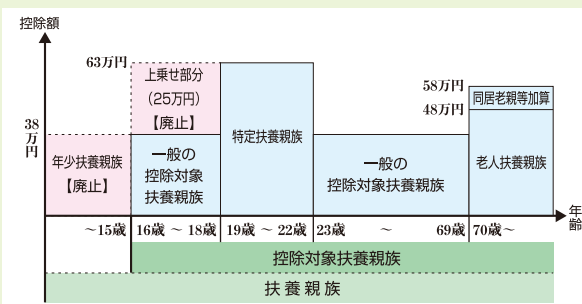 控除額
63万円
上乗せ部分
（25万円）
【廃止】
特定扶養親族
58万円
同居老親等加算
48万円
38万円
年少扶養親族
【廃止】
一般の
控除対象
扶養親族
一般の
控除対象扶養親族
老人扶養親族
年齢
～15歳
16歳 ～ 18歳
19歳 ～ 22歳
23歳 ～ 69歳
70歳～
控除対象扶養親族
扶養親族